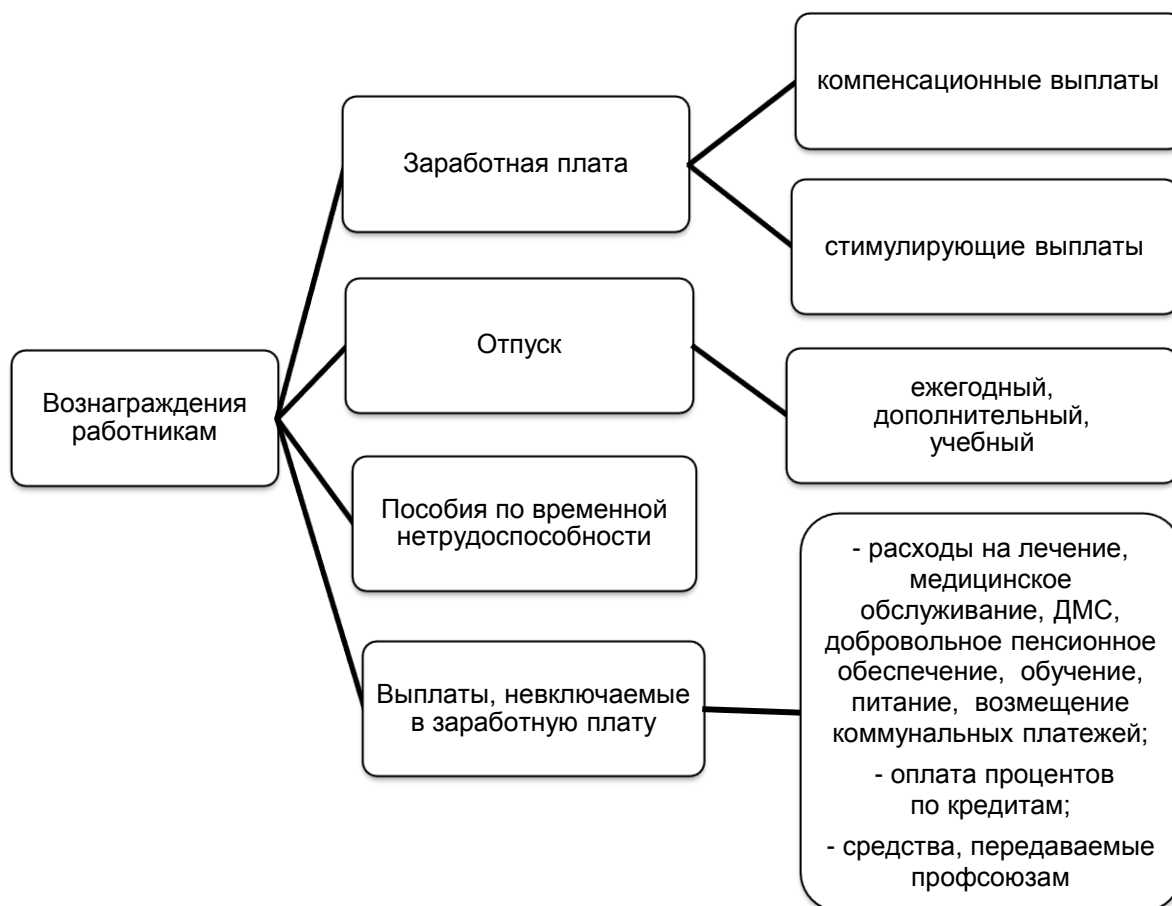 Вознаграждения
работникам
Заработная плата
компенсационные выплаты
стимулирующие выплаты
Отпуск
ежегодный,
дополнительный,
учебный
Пособия по временной
нетрудоспособности
Выплаты, невключаемые
в заработную плату
- расходы на лечение,
медицинское
обслуживание, ДМС,
добровольное пенсионное
обеспечение, обучение,
питание, возмещение
коммунальных платежей;
- оплата процентов
по кредитам;
- средства, передаваемые
профсоюзам